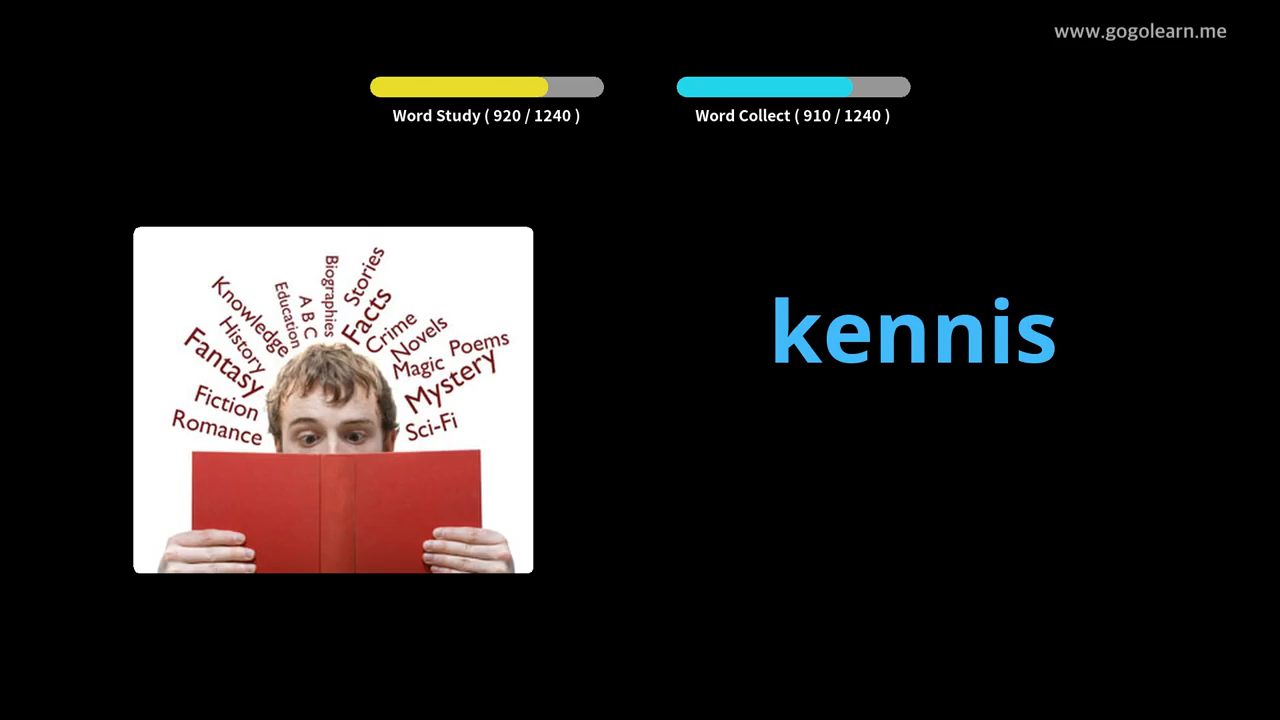 www.gogolearn.me
Word Study ( 920 / 1240 )
Word Collect ( 910 / 1240 )
Stories
Biographies
Facts
A B C
Education
Knowledge
Crime
Novels
History
Poems
Fantasy
Magic
Mystery
Fiction
Romance
Sci-Fi
kennis